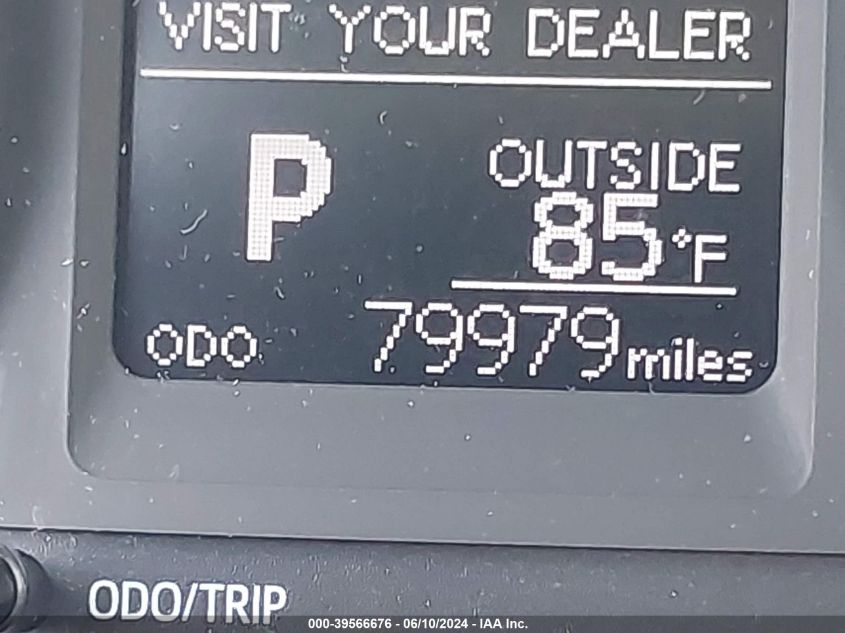 VISIT YOUR DEALER
P
OUTSIDE
85°F
ODO 79979 miles
ODO/TRIP
000-39566676 - 06/10/2024 - IAA Inc.